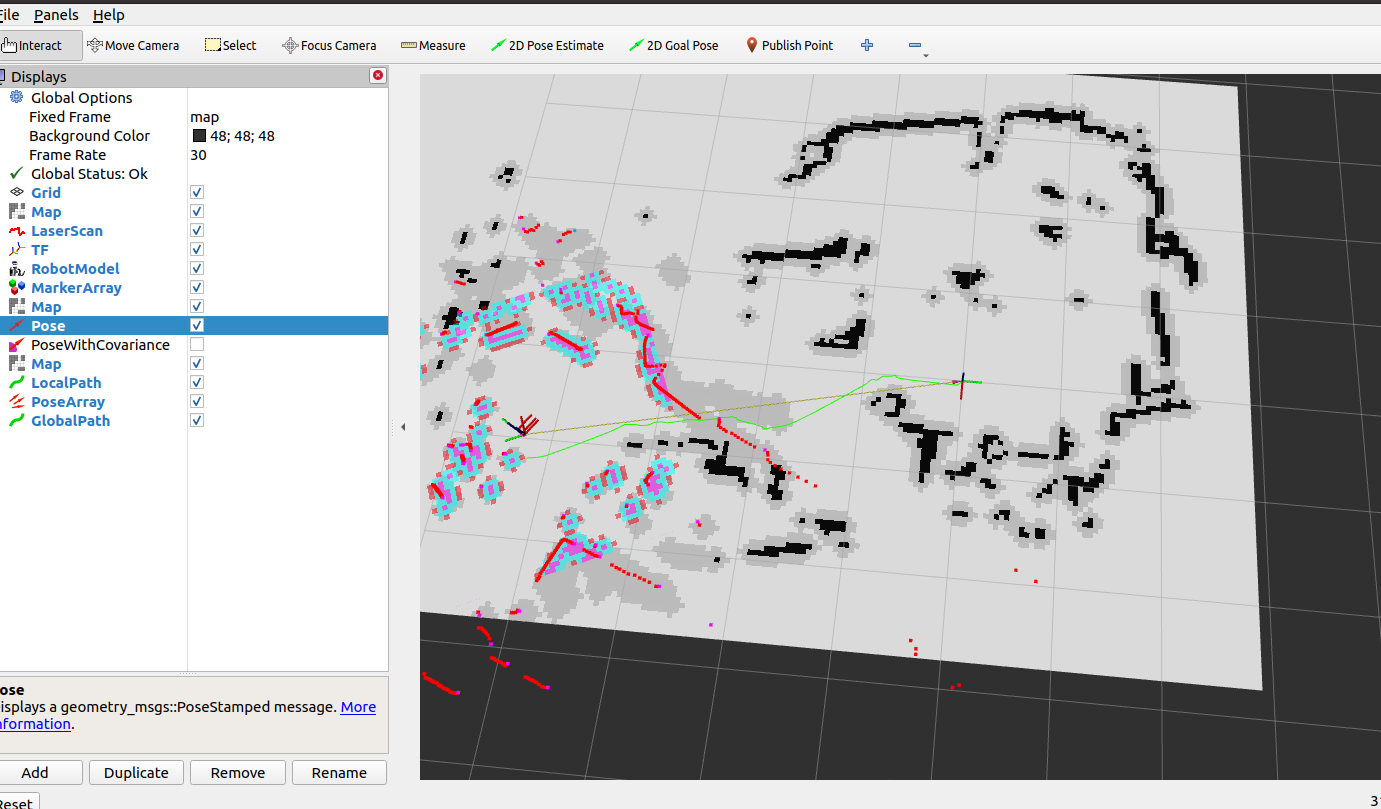 File Panels Help
Interact Move Camera Select Focus Camera Measure 2D Pose Estimate 2D Goal Pose Publish Point
Displays
Global Options
Fixed Frame map
Background Color 48; 48; 48
Frame Rate 30
Global Status: Ok
Grid
Map
LaserScan
TF
RobotModel
MarkerArray
Map
Pose
PoseWithCovariance
Map
LocalPath
PoseArray
GlobalPath
ose
isplays a geometry_msgs::PoseStamped message. More
nformation.
Add Duplicate Remove Rename
Reset